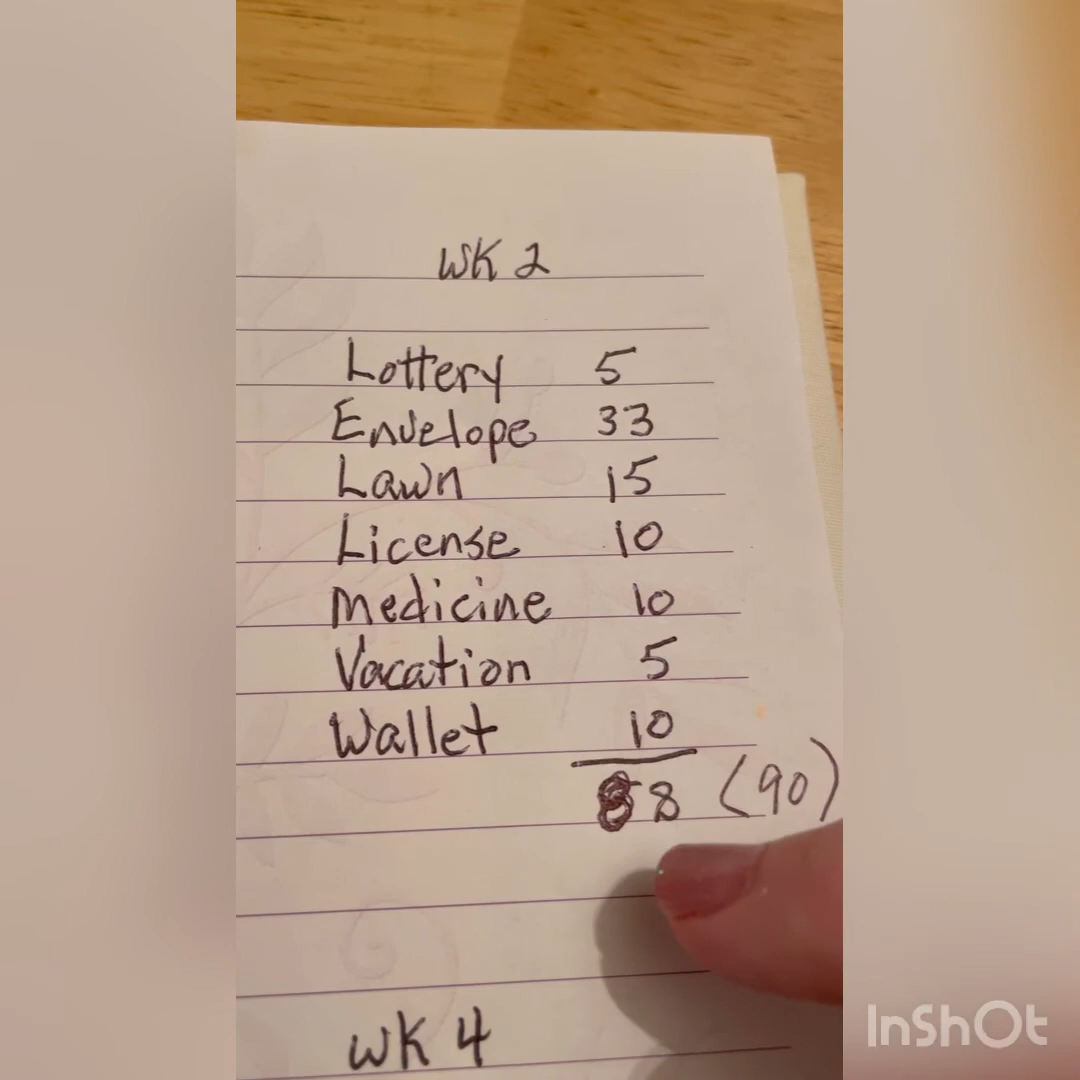 WK 2
Lottery 5
Envelope 33
Lawn 15
License 10
Medicine 10
Vacation 5
Wallet 10
88 (90)
WK 4
InShOt